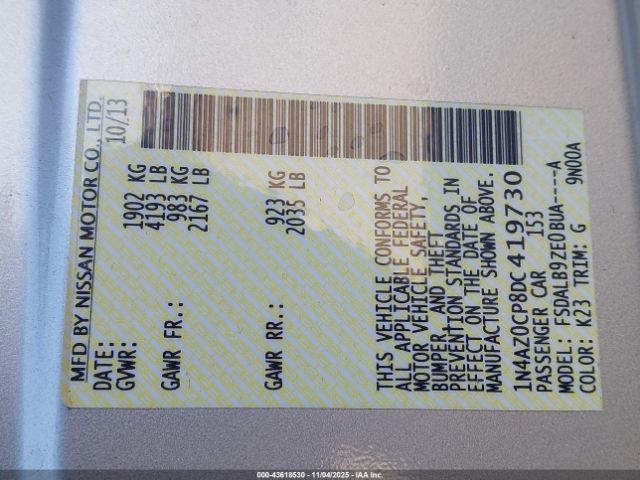 MFD BY NISSAN MOTOR CO., LTD.
DATE: 10/13
GVWR: 1902 KG
4193 LB
GAWR FR.: 983 KG
2167 LB
GAWR RR.: 923 KG
2035 LB
THIS VEHICLE CONFORMS TO
ALL APPLICABLE FEDERAL
MOTOR VEHICLE SAFETY,
BUMPER, AND THEFT
PREVENTION STANDARDS IN
EFFECT ON THE DATE OF
MANUFACTURE SHOWN ABOVE.
1N4AZ0CP8DC419730
PASSENGER CAR 153
MODEL: FSDALB9ZE0BUA----A
COLOR: K23 TRIM: G 9N00A
000-43618530 - 11/04/2025 - IAAI.COM